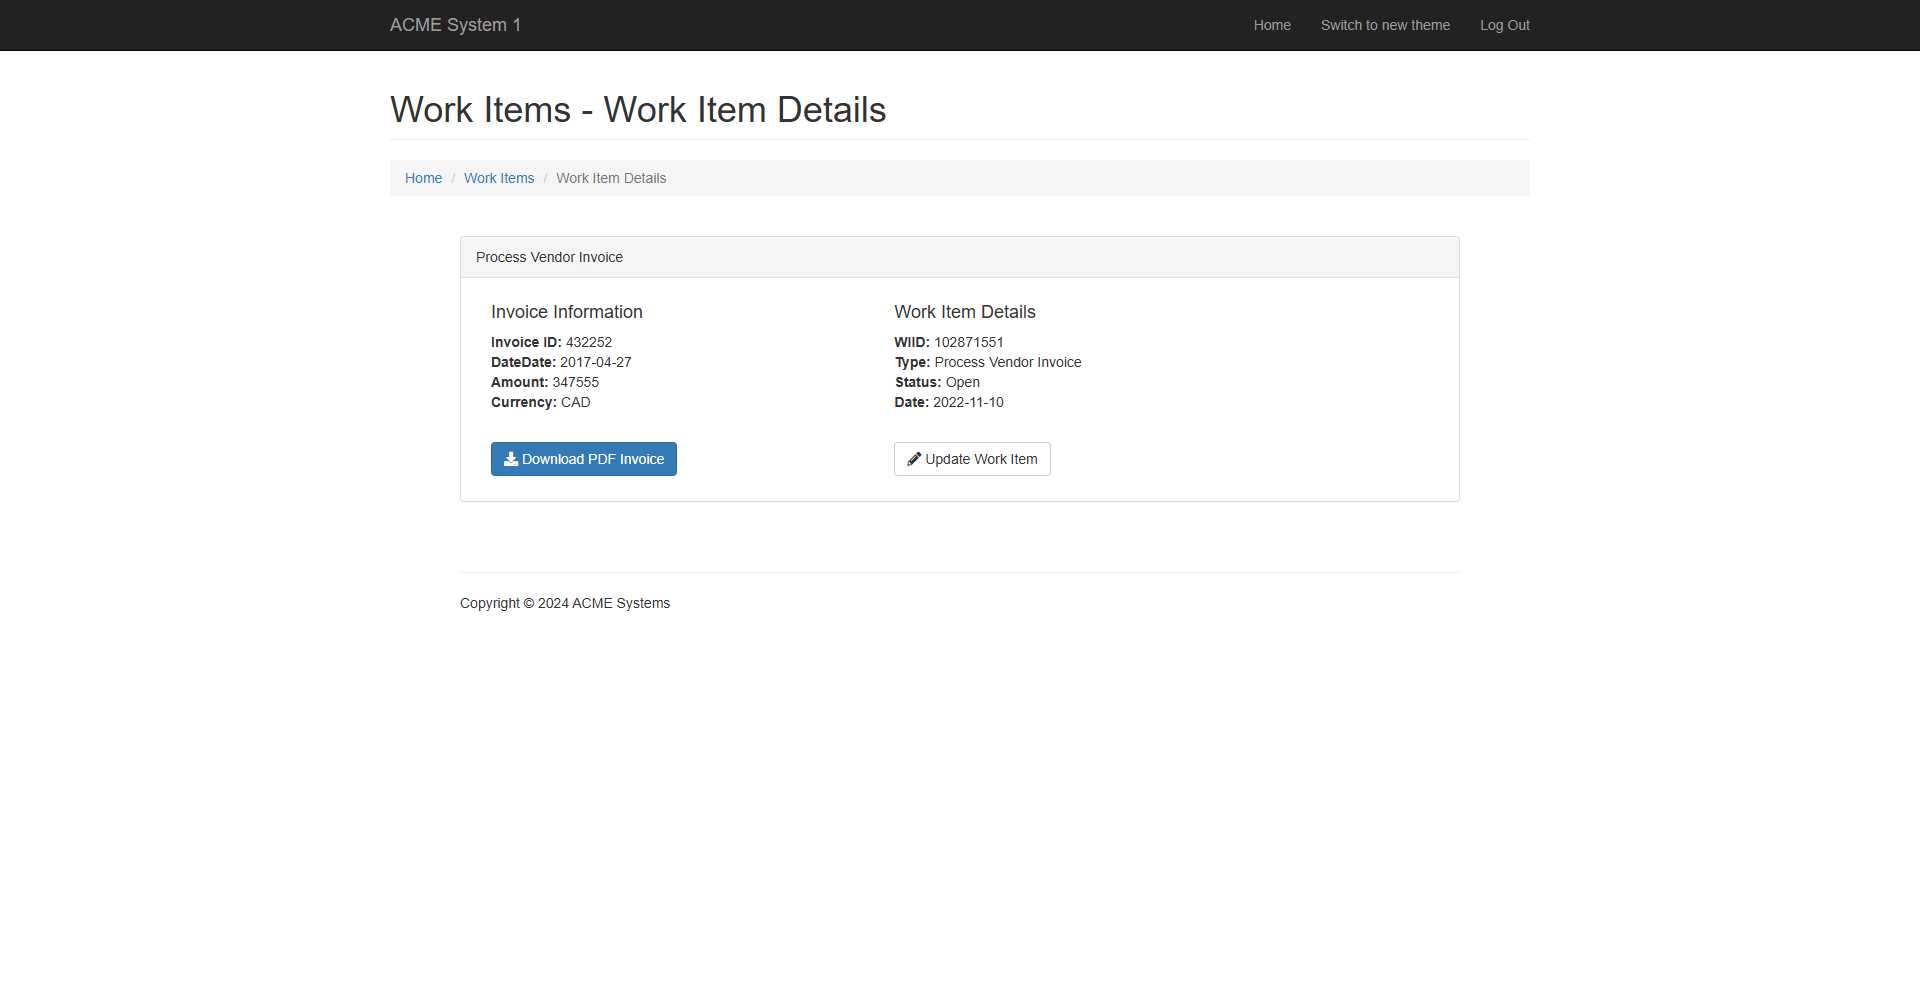 ACME System 1
Home
Switch to new theme
Log Out
Work Items - Work Item Details
Home / Work Items / Work Item Details
Process Vendor Invoice
Invoice Information
Invoice ID: 432252
DateDate: 2017-04-27
Amount: 347555
Currency: CAD
Download PDF Invoice
Work Item Details
WIID: 102871551
Type: Process Vendor Invoice
Status: Open
Date: 2022-11-10
Update Work Item
Copyright © 2024 ACME Systems